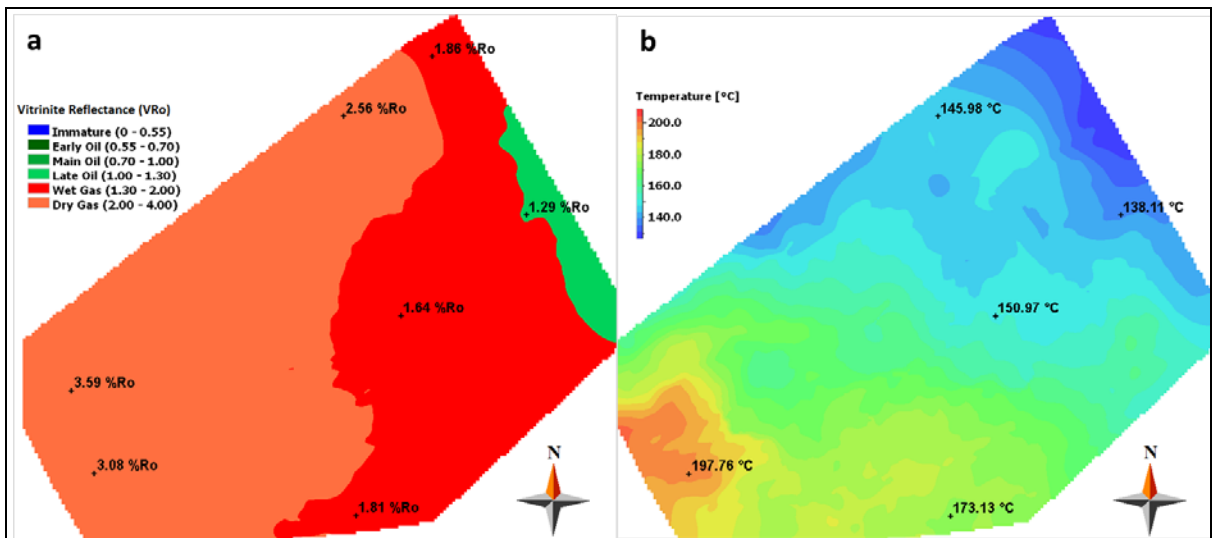 a
1.86 %Ro
Vitrinite Reflectance (VRo)
Immature (0 - 0.55)
Early Oil (0.55 - 0.70)
Main Oil (0.70 - 1.00)
Late Oil (1.00 - 1.30)
Wet Gas (1.30 - 2.00)
Dry Gas (2.00 - 4.00)
2.56 %Ro
1.29 %Ro
1.64 %Ro
3.59 %Ro
3.08 %Ro
1.81 %Ro
N
b
Temperature [°C]
200.0
180.0
160.0
140.0
145.98 °C
138.11 °C
150.97 °C
197.76 °C
173.13 °C
N